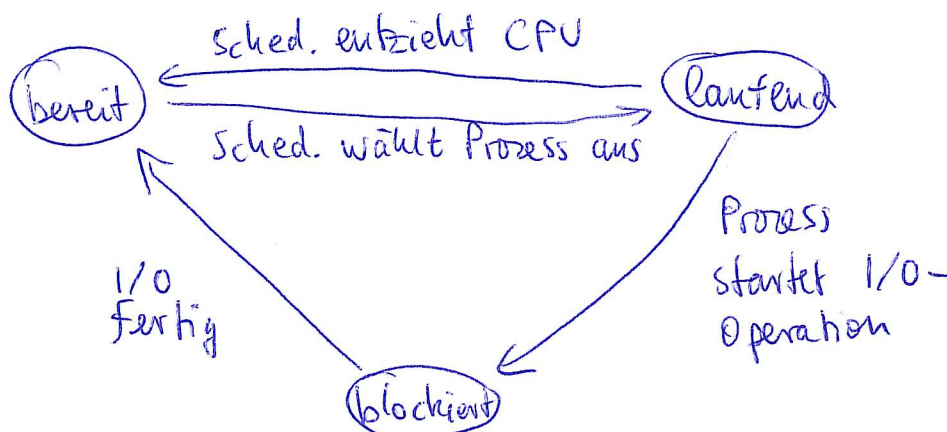 Sched. entzieht CPU
bereit
laufend
Sched. wählt Prozess aus
Prozess
startet I/O-
Operation
I/O
fertig
blockiert